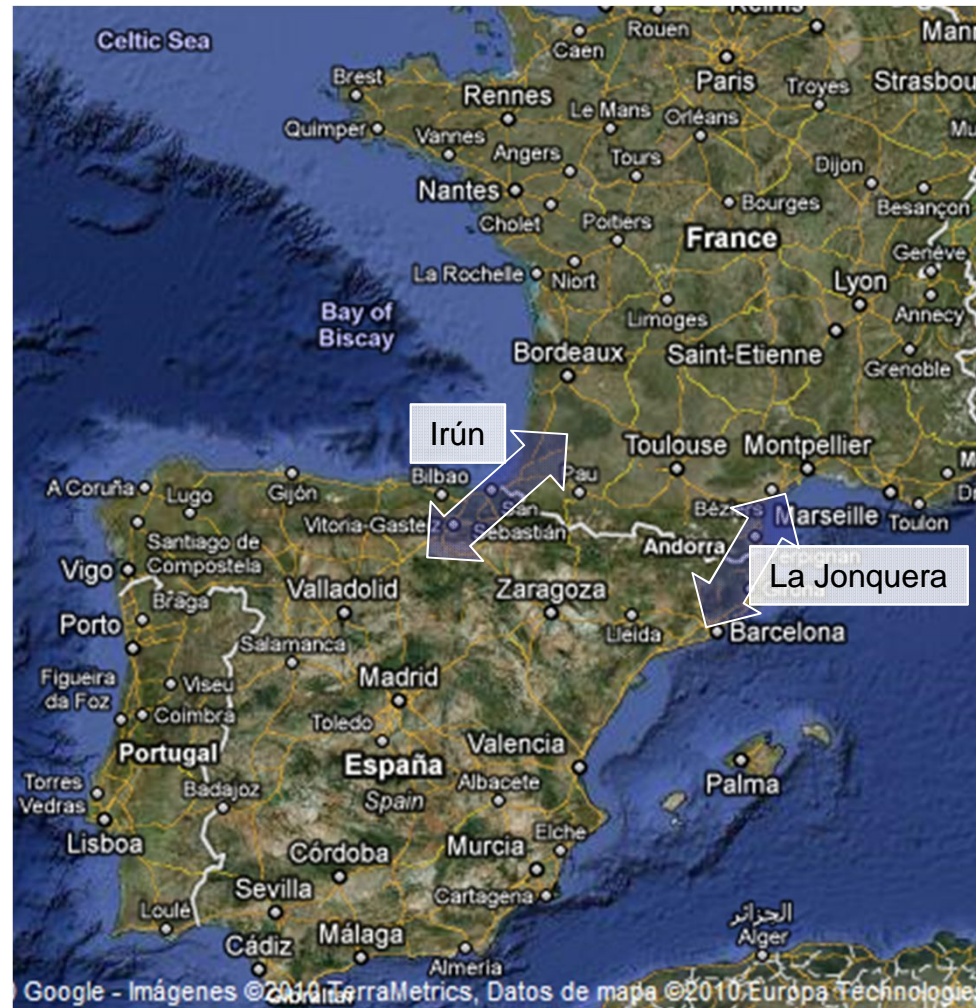 Celtic Sea
Rouen
Caen
Paris
Brest
Rennes
Troyes
Le Mans
Orléans
Quimper
Vannes
Angers
Tours
Dijon
Nantes
Bourges
Besançon
Cholet
Poitiers
France
Genève
La Rochelle
Niort
Lyon
Annecy
Bay of
Biscay
Limoges
Bordeaux
Saint-Etienne
Grenoble
Irún
Toulouse
Montpellier
Bilbao
Pau
A Coruña
Lugo
Gijón
San
Sebastián
Vitoria-Gasteiz
Marseille
Toulon
Santiago de
Compostela
Andorra
Vigo
Valladolid
Zaragoza
La Jonquera
Braga
Porto
Lleida
Barcelona
Salamanca
Figueira
da Foz
Viseu
Madrid
Coimbra
Toledo
Valencia
Portugal
España
Spain
Albacete
Palma
Torres
Vedras
Badajoz
Lisboa
Elche
Córdoba
Murcia
Sevilla
Cartagena
Loulé
الجزائر
Alger
Cádiz
Málaga
Almería
Gibraltar
Google - Imágenes ©2010 TerraMetrics, Datos de mapa ©2010 Europa Technologie